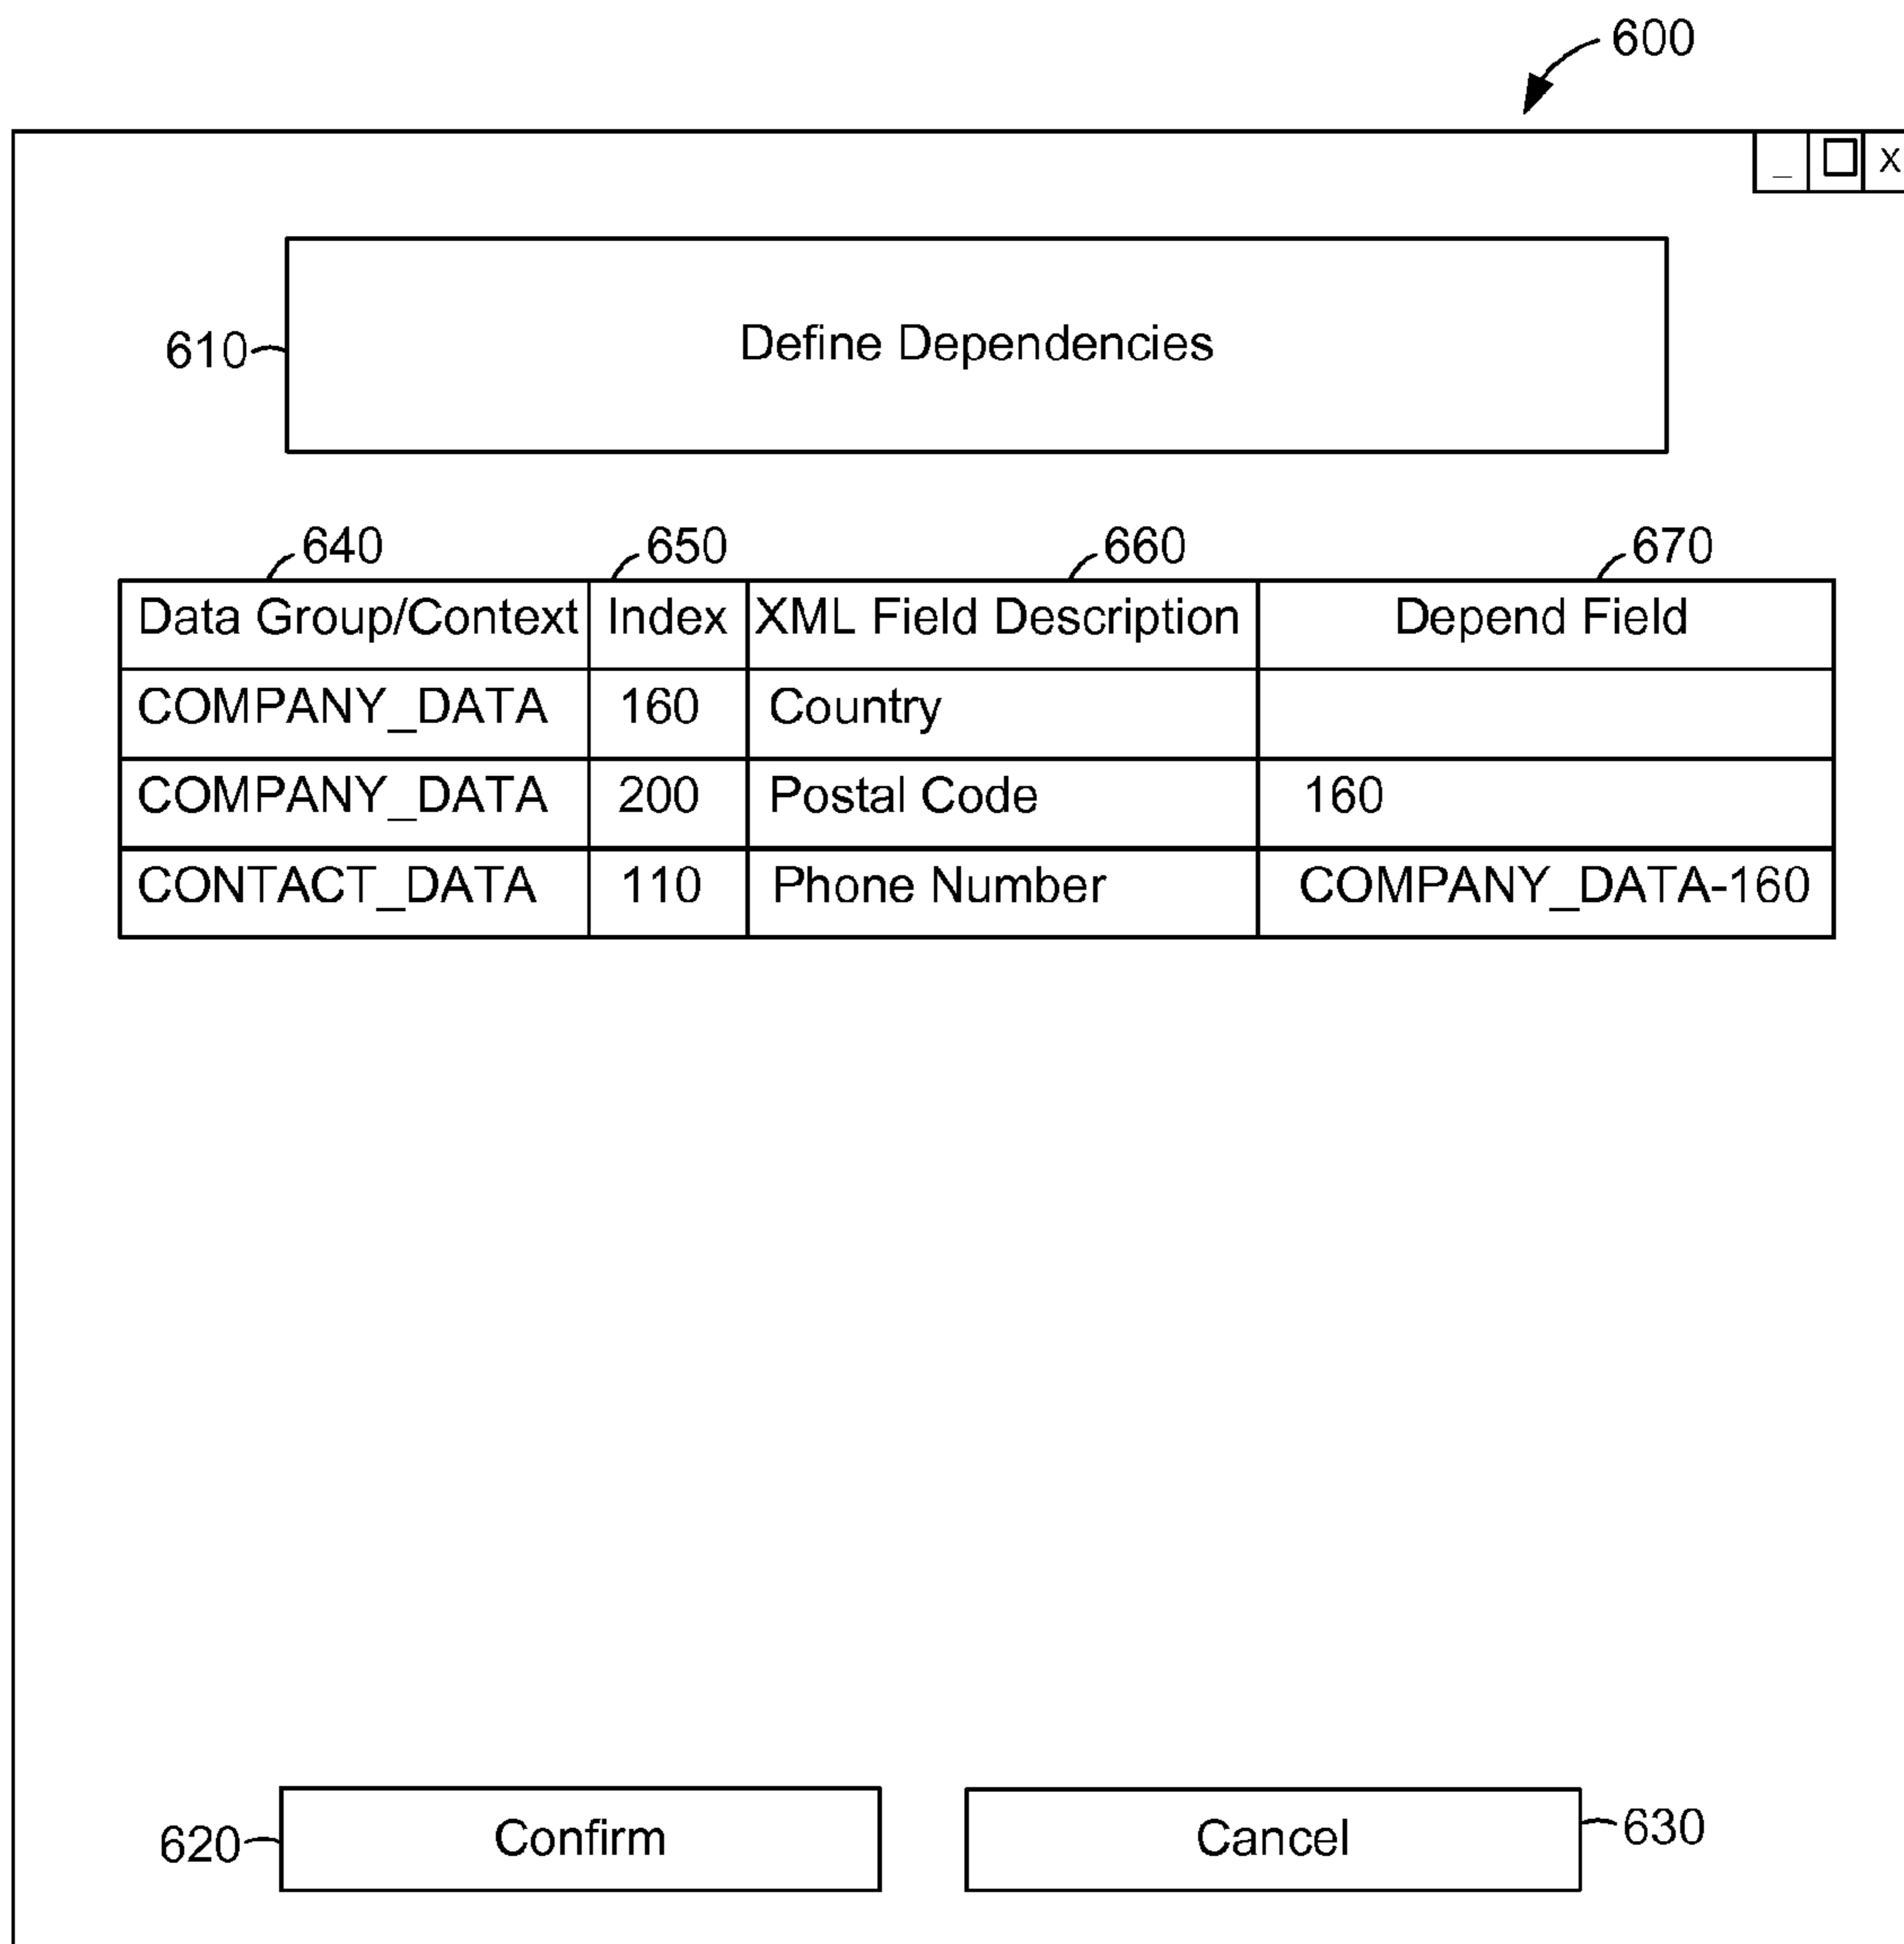 600
_ X
Define Dependencies
610
640 650 660 670
Data Group/Context Index XML Field Description Depend Field
COMPANY_DATA 160 Country
COMPANY_DATA 200 Postal Code 160
CONTACT_DATA 110 Phone Number COMPANY_DATA-160
620 Confirm Cancel 630